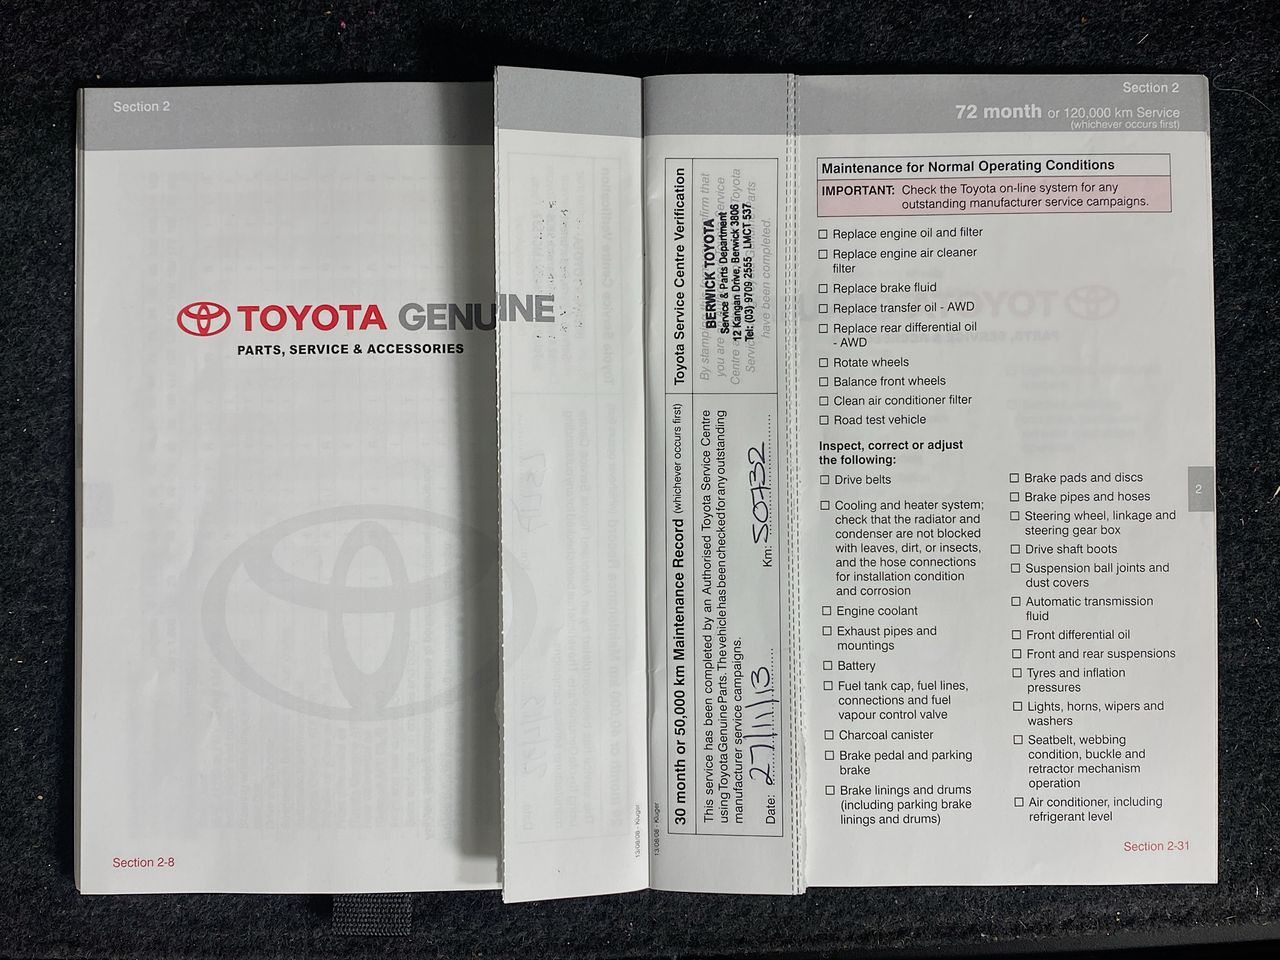 Section 2
TOYOTA GENUINE
PARTS, SERVICE & ACCESSORIES
Section 2-8
13/08/08 - Kluger
13/08/08 - Kluger
30 month or 50,000 km Maintenance Record (whichever occurs first)
This service has been completed by an Authorised Toyota Service Centre
using Toyota Genuine Parts. The vehicle has been checked for any outstanding
manufacturer service campaigns.
Date: 27/11/13 Km: 50732
Toyota Service Centre Verification
By stamping firm that
you are service
Centre Toyota
Service Parts
have been completed.
BERWICK TOYOTA
Service & Parts Department
12 Kangan Drive, Berwick 3806
Tel: (03) 9709 2555 LMCT 537
Section 2
72 month or 120,000 km Service
(whichever occurs first)
Maintenance for Normal Operating Conditions
IMPORTANT: Check the Toyota on-line system for any
outstanding manufacturer service campaigns.
Replace engine oil and filter
Replace engine air cleaner
filter
Replace brake fluid
Replace transfer oil - AWD
Replace rear differential oil
- AWD
Rotate wheels
Balance front wheels
Clean air conditioner filter
Road test vehicle
Inspect, correct or adjust
the following:
Drive belts
Cooling and heater system;
check that the radiator and
condenser are not blocked
with leaves, dirt, or insects,
and the hose connections
for installation condition
and corrosion
Engine coolant
Exhaust pipes and
mountings
Battery
Fuel tank cap, fuel lines,
connections and fuel
vapour control valve
Charcoal canister
Brake pedal and parking
brake
Brake linings and drums
(including parking brake
linings and drums)
Brake pads and discs
Brake pipes and hoses
Steering wheel, linkage and
steering gear box
Drive shaft boots
Suspension ball joints and
dust covers
Automatic transmission
fluid
Front differential oil
Front and rear suspensions
Tyres and inflation
pressures
Lights, horns, wipers and
washers
Seatbelt, webbing
condition, buckle and
retractor mechanism
operation
Air conditioner, including
refrigerant level
2
Section 2-31